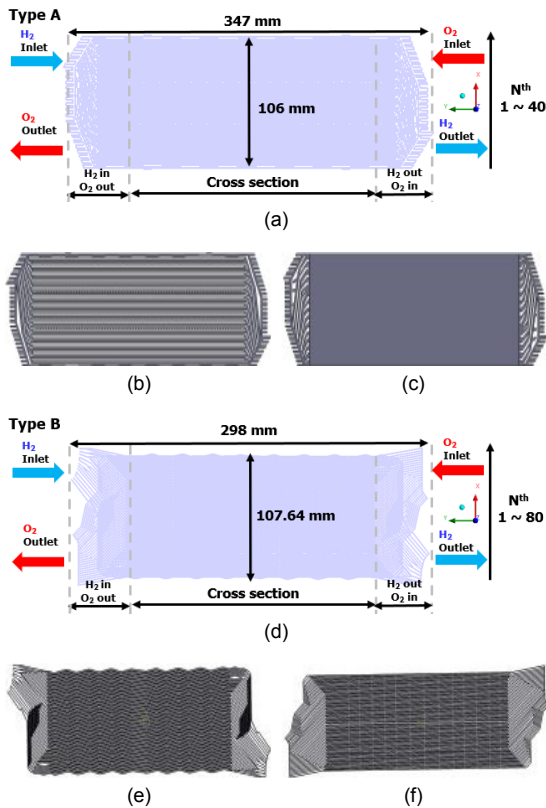 Type A
347 mm
H2
Inlet
O2
Inlet
106 mm
X
Y
Z
Nth
1 ~ 40
O2
Outlet
H2
Outlet
H2 in
O2 out
Cross section
H2 out
O2 in
(a)
(b)
(c)
Type B
298 mm
H2
Inlet
O2
Inlet
107.64 mm
X
Y
Z
Nth
1 ~ 80
O2
Outlet
H2
Outlet
H2 in
O2 out
Cross section
H2 out
O2 in
(d)
(e)
(f)